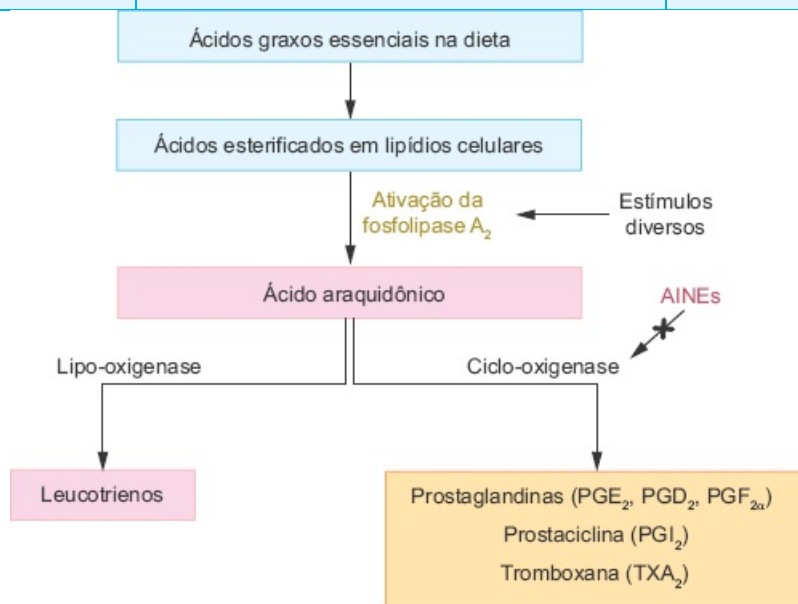 Ácidos graxos essenciais na dieta
Ácidos esterificados em lipídios celulares
Ativação da
fosfolipase A₂
Estímulos
diversos
Ácido araquidônico
AINEs
Lipo-oxigenase
Ciclo-oxigenase
Leucotrienos
Prostaglandinas (PGE₂, PGD₂, PGF₂α)
Prostaciclina (PGI₂)
Tromboxana (TXA₂)